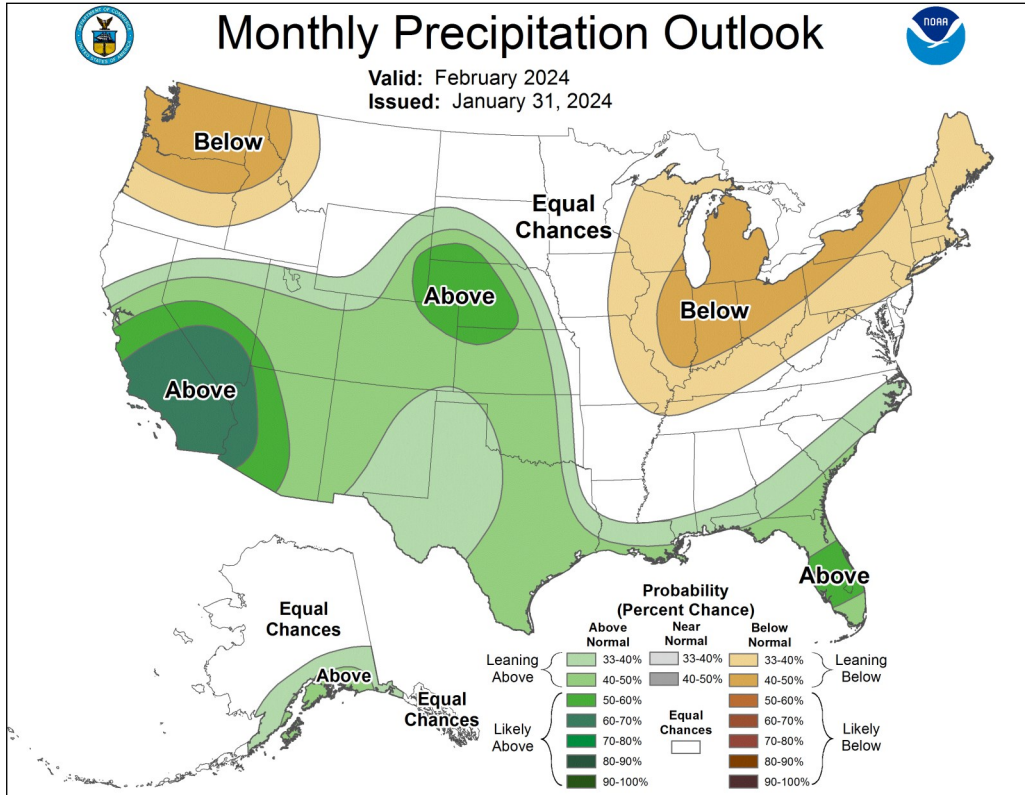 Monthly Precipitation Outlook
NOAA
Valid: February 2024
Issued: January 31, 2024
Below
Equal
Chances
Above
Below
Above
Above
Equal
Chances
Above
Equal
Chances
Probability
(Percent Chance)
Above
Normal
Near
Normal
Below
Normal
Leaning
Above
33-40%
33-40%
33-40%
Leaning
Below
40-50%
40-50%
40-50%
Likely
Above
50-60%
60-70%
70-80%
80-90%
90-100%
Equal
Chances
50-60%
60-70%
70-80%
80-90%
90-100%
Likely
Below